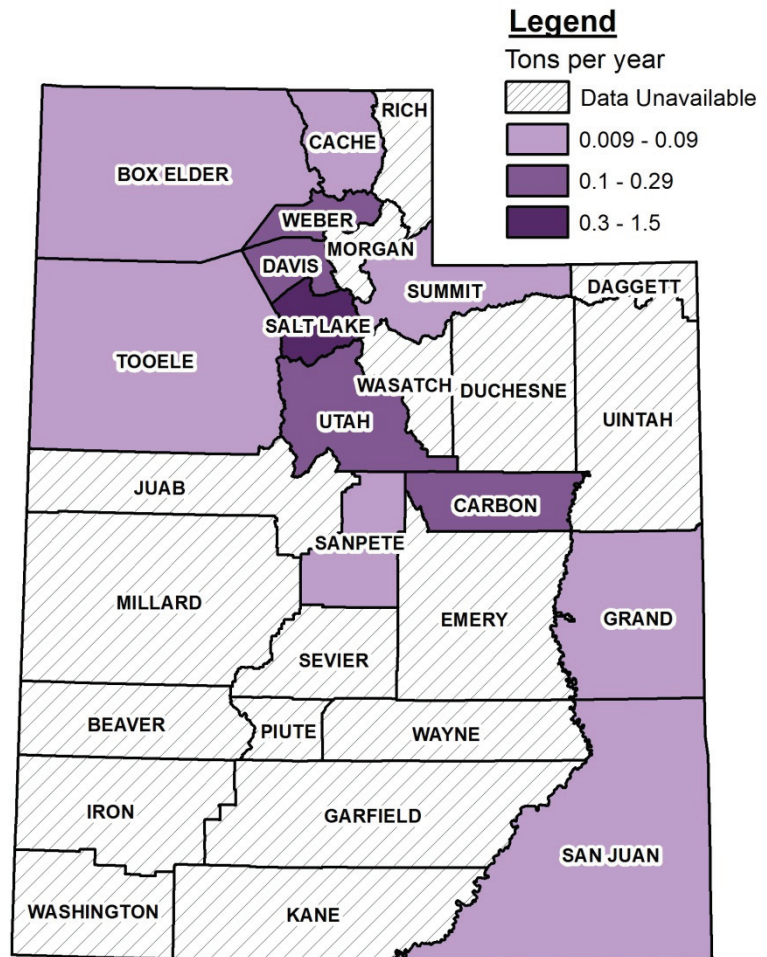 Legend
Tons per year
Data Unavailable
0.009 - 0.09
0.1 - 0.29
0.3 - 1.5
RICH
CACHE
BOX ELDER
WEBER
MORGAN
DAVIS
DAGGETT
SUMMIT
SALT LAKE
TOOELE
WASATCH
DUCHESNE
UTAH
UINTAH
JUAB
CARBON
SANPETE
MILLARD
EMERY
GRAND
SEVIER
BEAVER
PIUTE
WAYNE
IRON
GARFIELD
SAN JUAN
WASHINGTON
KANE